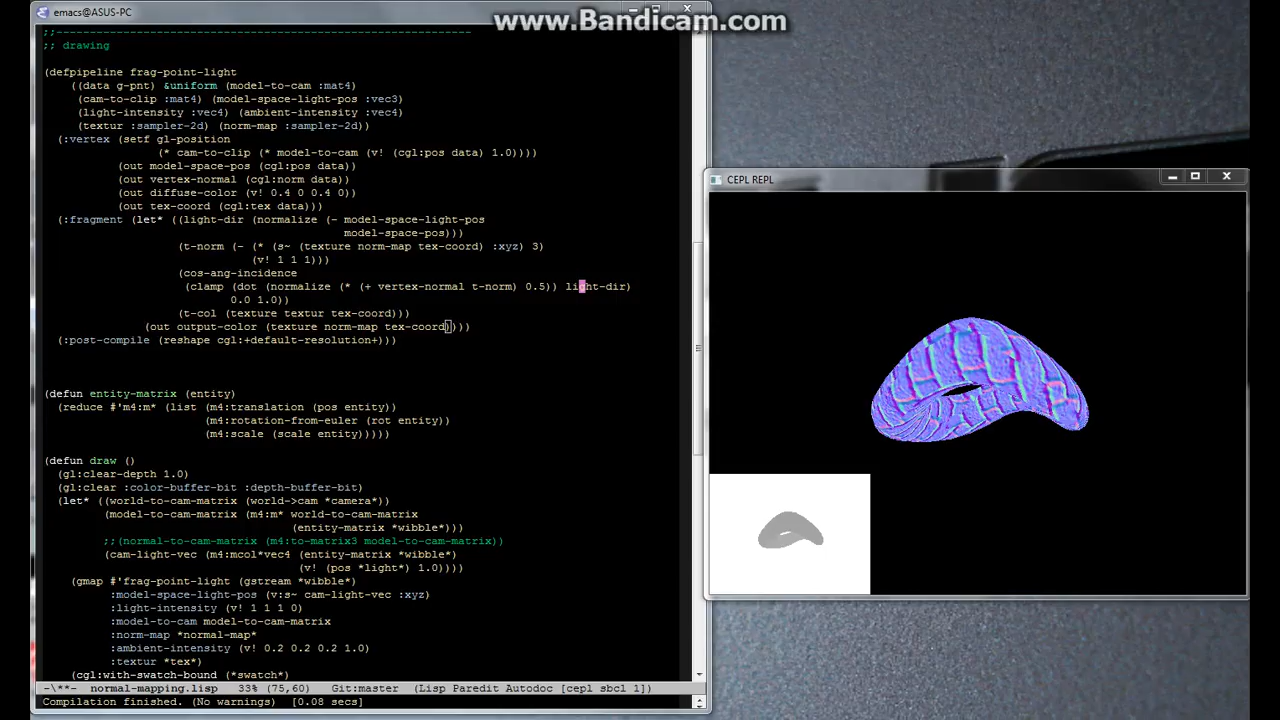 emacs@ASUS-PC
www.Bandicam.com
;;----------------------------------------------------------------
;; drawing
(defpipeline frag-point-light
((data g-pnt) &uniform (model-to-cam :mat4)
(cam-to-clip :mat4) (model-space-light-pos :vec3)
(light-intensity :vec4) (ambient-intensity :vec4)
(textur :sampler-2d) (norm-map :sampler-2d))
(:vertex (setf gl-position
(* cam-to-clip (* model-to-cam (v! (cgl:pos data) 1.0))))
(out model-space-pos (cgl:pos data))
(out vertex-normal (cgl:norm data))
(out diffuse-color (v! 0.4 0 0.4 0))
(out tex-coord (cgl:tex data)))
(:fragment (let* ((light-dir (normalize (- model-space-light-pos
model-space-pos)))
(t-norm (- (* (s~ (texture norm-map tex-coord) :xyz) 3)
(v! 1 1 1)))
(cos-ang-incidence
(clamp (dot (normalize (* (+ vertex-normal t-norm) 0.5)) light-dir)
0.0 1.0))
(t-col (texture textur tex-coord)))
(out output-color (texture norm-map tex-coord))))
(:post-compile (reshape cgl:+default-resolution+)))
(defun entity-matrix (entity)
(reduce #'m4:m* (list (m4:translation (pos entity))
(m4:rotation-from-euler (rot entity))
(m4:scale (scale entity)))))
(defun draw ()
(gl:clear-depth 1.0)
(gl:clear :color-buffer-bit :depth-buffer-bit)
(let* ((world-to-cam-matrix (world->cam *camera*))
(model-to-cam-matrix (m4:m* world-to-cam-matrix
(entity-matrix *wibble*)))
;;(normal-to-cam-matrix (m4:to-matrix3 model-to-cam-matrix))
(cam-light-vec (m4:mcol*vec4 (entity-matrix *wibble*)
(v! (pos *light*) 1.0))))
(gmap #'frag-point-light (gstream *wibble*)
:model-space-light-pos (v:s~ cam-light-vec :xyz)
:light-intensity (v! 1 1 1 0)
:model-to-cam model-to-cam-matrix
:norm-map *normal-map*
:ambient-intensity (v! 0.2 0.2 0.2 1.0)
:textur *tex*)
(cgl:with-swatch-bound (*swatch*)
-\**- normal-mapping.lisp 33% (75,60) Git:master (Lisp Paredit Autodoc [cepl sbcl 1])
Compilation finished. (No warnings) [0.08 secs]
CEPL REPL